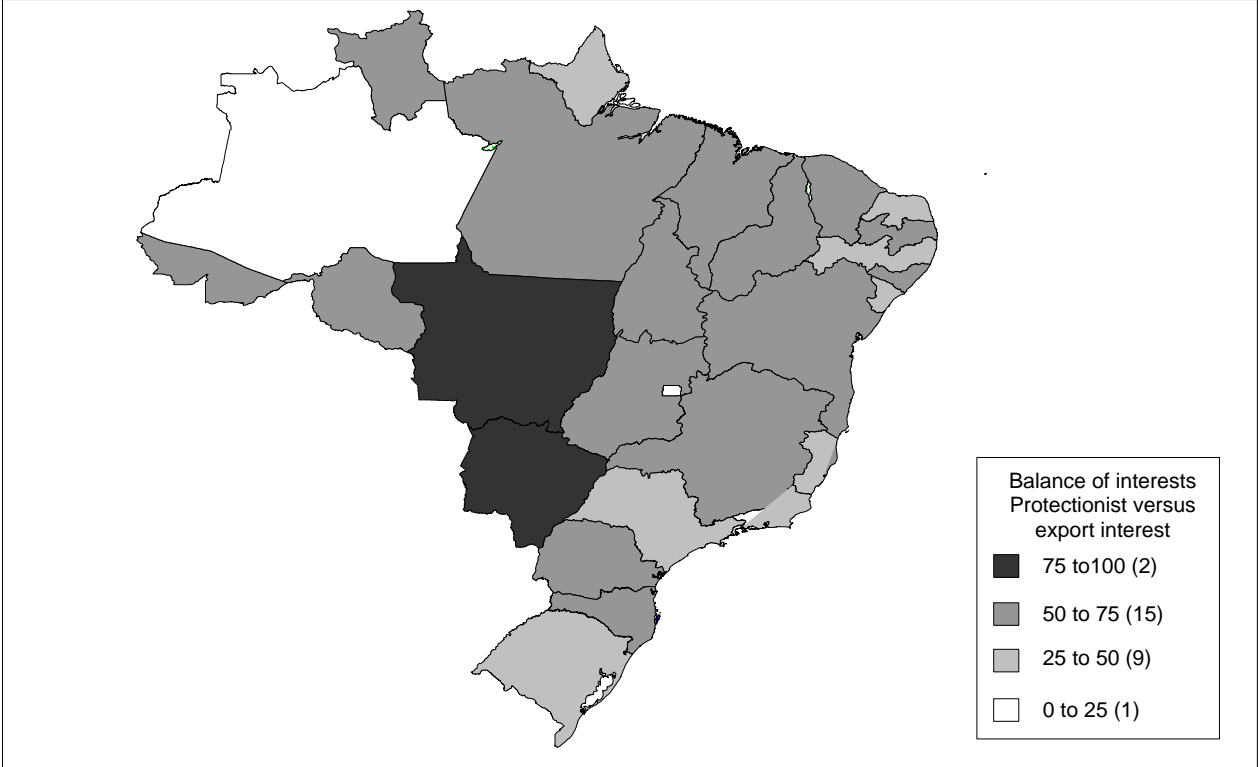 Balance of interests
Protectionist versus
export interest
75 to100 (2)
50 to 75 (15)
25 to 50 (9)
0 to 25 (1)